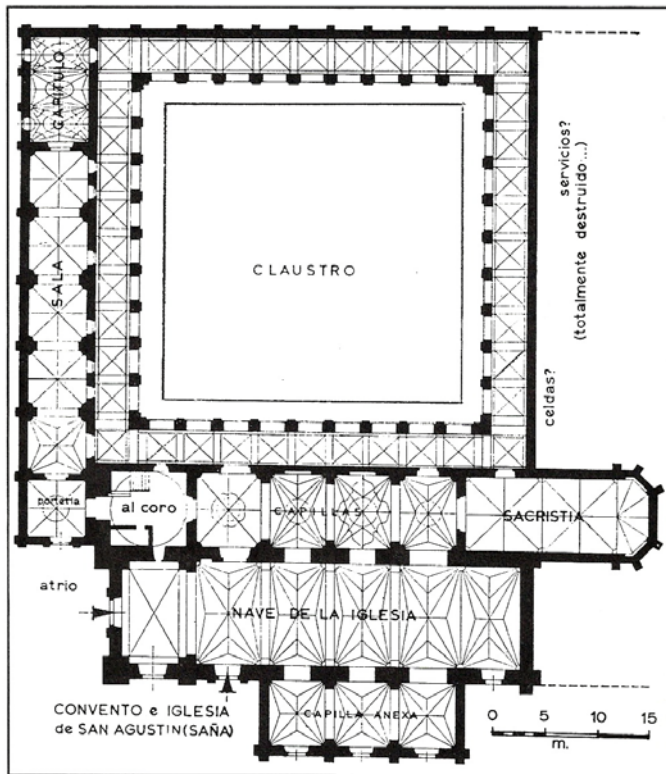 CAPITULO
SALA
CLAUSTRO
servicios?
(totalmente destruido...)
celdas?
portería
al coro
CAPILLAS
SACRISTIA
atrio
NAVE DE LA IGLESIA
CONVENTO e IGLESIA
de SAN AGUSTIN (SAÑA)
CAPILLA ANEXA
0 5 10 15
m.